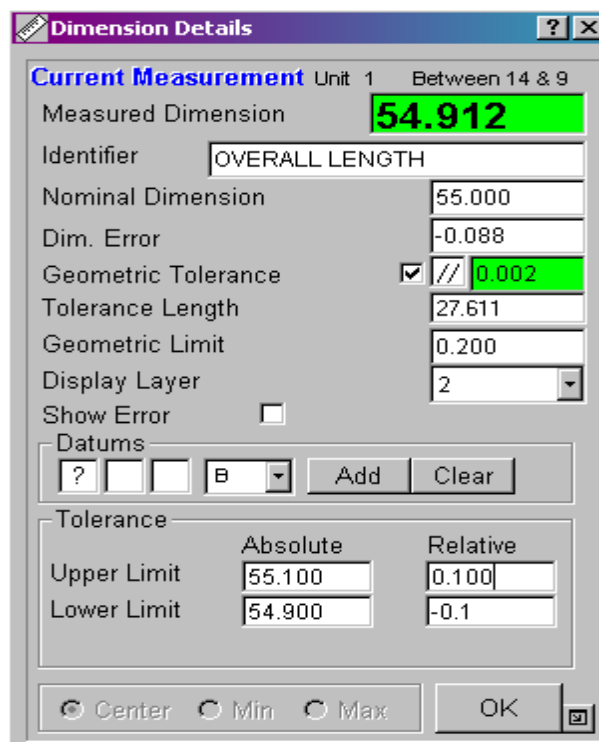 Dimension Details
Current Measurement Unit 1 Between 14 & 9
Measured Dimension 54.912
Identifier OVERALL LENGTH
Nominal Dimension 55.000
Dim. Error -0.088
Geometric Tolerance // 0.002
Tolerance Length 27.611
Geometric Limit 0.200
Display Layer 2
Show Error
Datums
? B Add Clear
Tolerance
Absolute Relative
Upper Limit 55.100 0.100
Lower Limit 54.900 -0.1
Center Min Max OK